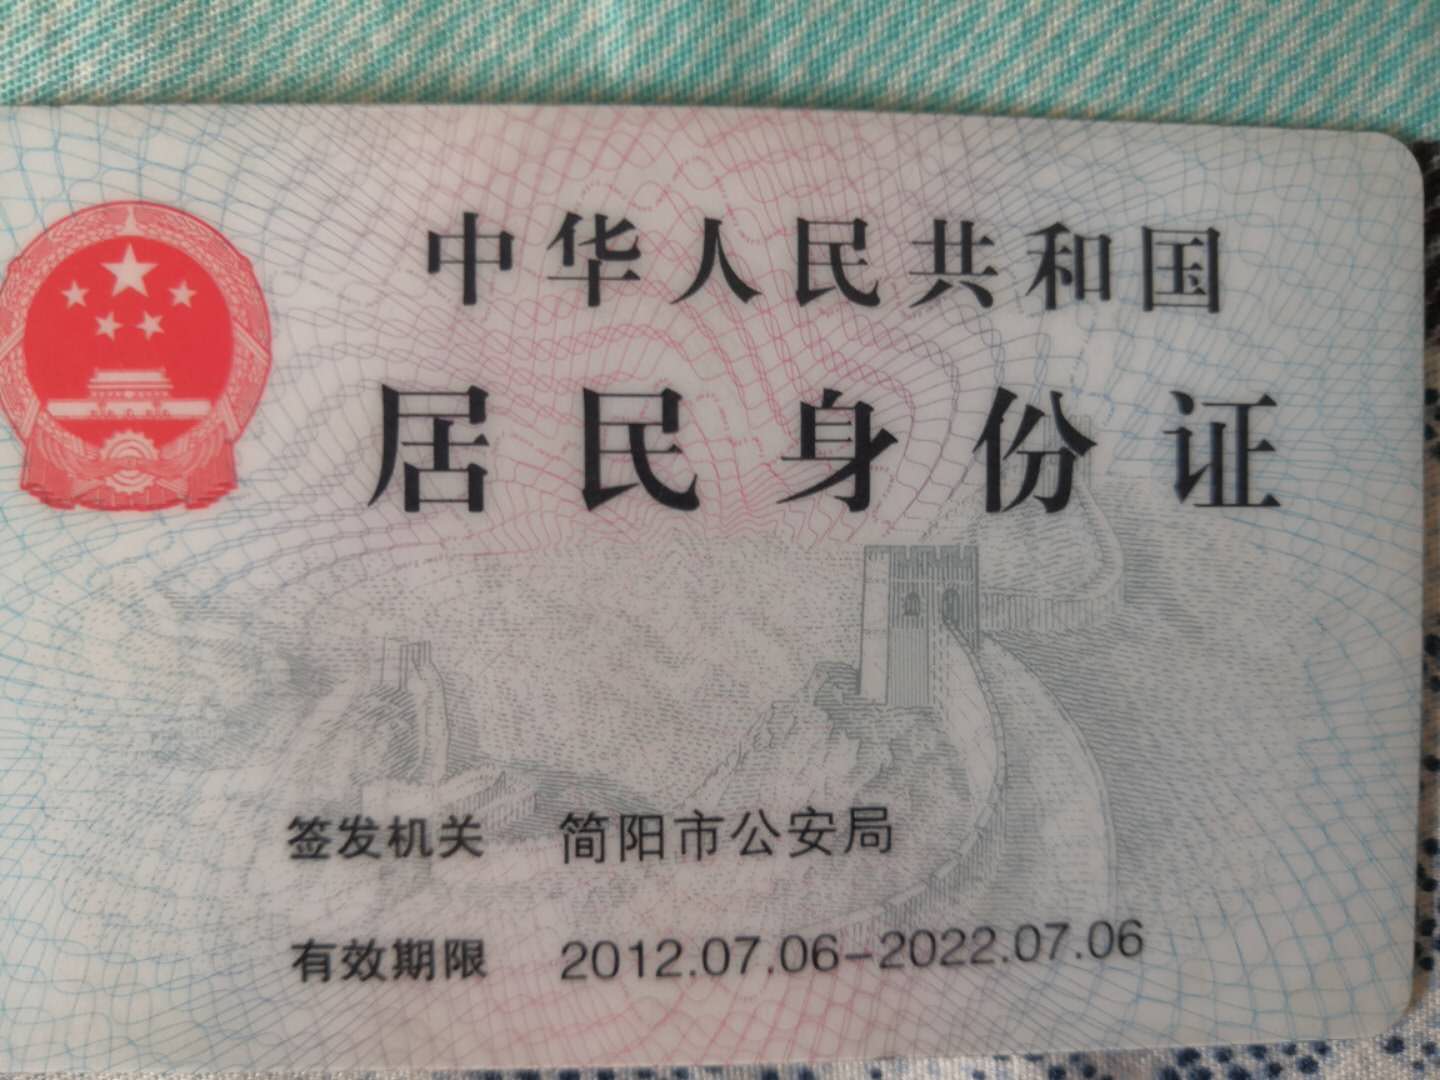 中华人民共和国
居民身份证
签发机关 简阳市公安局
有效期限 2012.07.06-2022.07.06